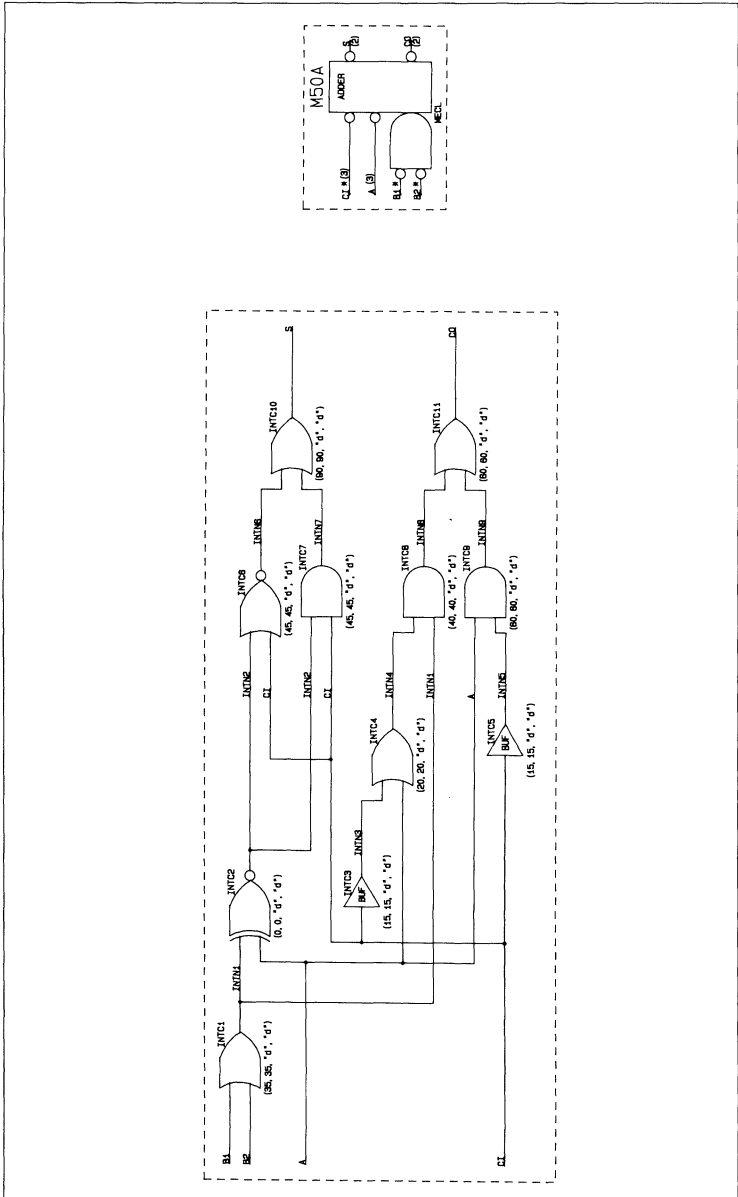 M50A
ADDER
S
(2)
CO
(2)
CI * (3)
A (3)
B1 *
B2 *
MECL
B1
B2
A
CI
INTC1
(35, 35, "d", "d")
INTN1
INTC2
(0, 0, "d", "d")
INTN2
CI
INTN2
CI
INTC6
(45, 45, "d", "d")
INTN6
INTC7
(45, 45, "d", "d")
INTN7
INTC10
(90, 90, "d", "d")
S
INTC3
BUF
(15, 15, "d", "d")
INTN3
INTC4
(20, 20, "d", "d")
INTN4
INTN1
INTC8
(40, 40, "d", "d")
INTN8
A
INTC5
BUF
(15, 15, "d", "d")
INTN5
INTC9
(60, 60, "d", "d")
INTN9
INTC11
(60, 60, "d", "d")
CO